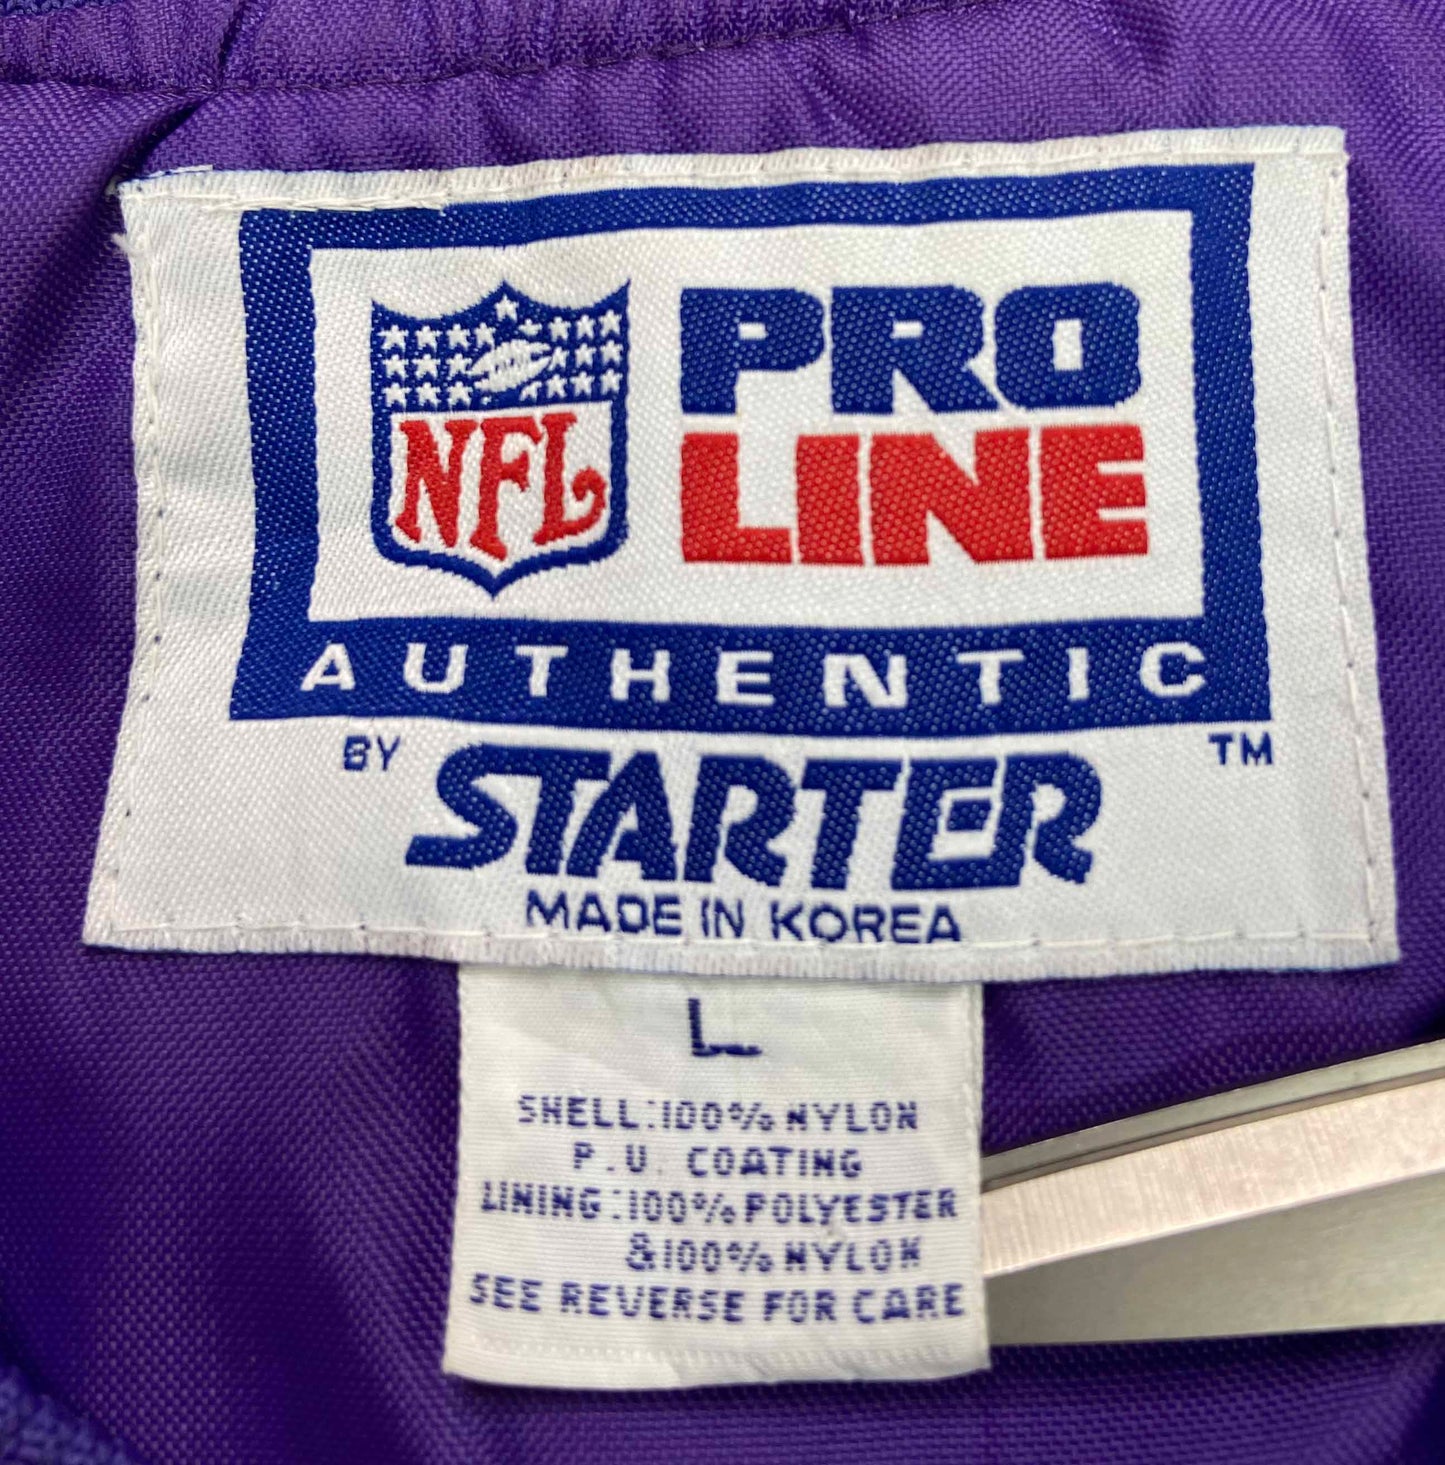 NFL
PRO
LINE
AUTHENTIC
BY STARTER TM
MADE IN KOREA
L
SHELL:100% NYLON
P.U. COATING
LINING:100% POLYESTER
&100% NYLON
SEE REVERSE FOR CARE